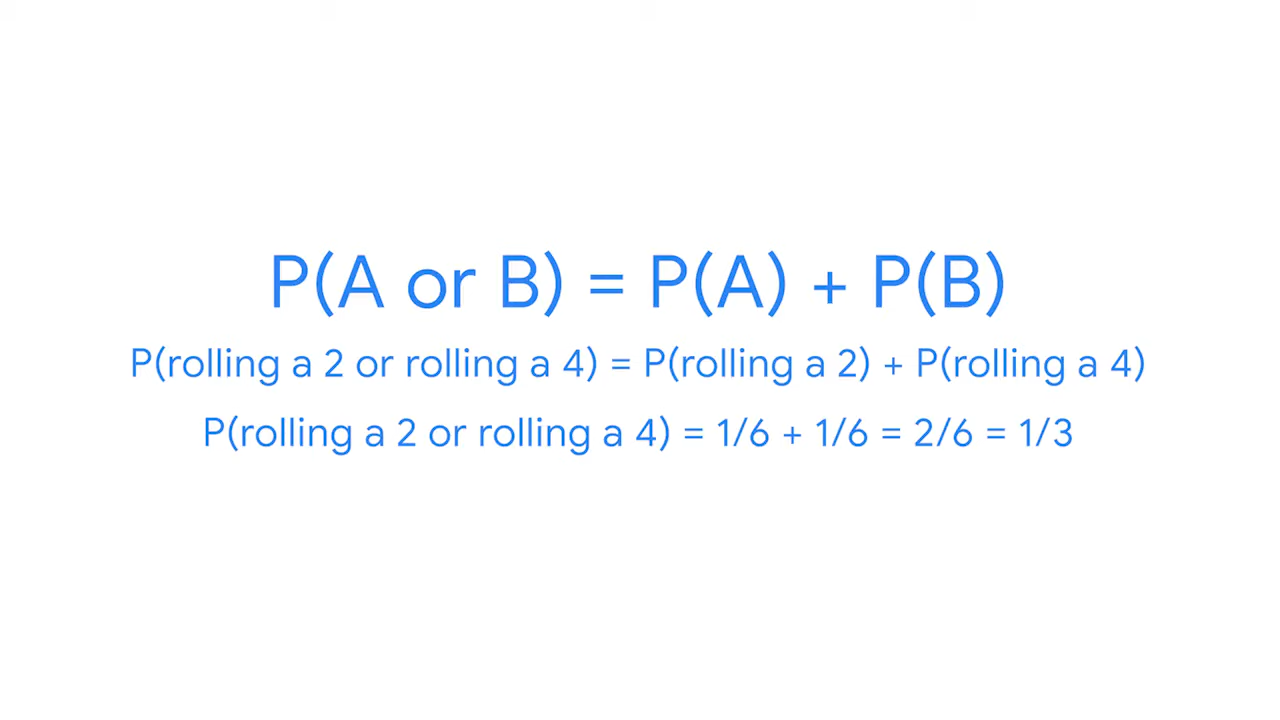 P(A or B) = P(A) + P(B)
P(rolling a 2 or rolling a 4) = P(rolling a 2) + P(rolling a 4)
P(rolling a 2 or rolling a 4) = 1/6 + 1/6 = 2/6 = 1/3